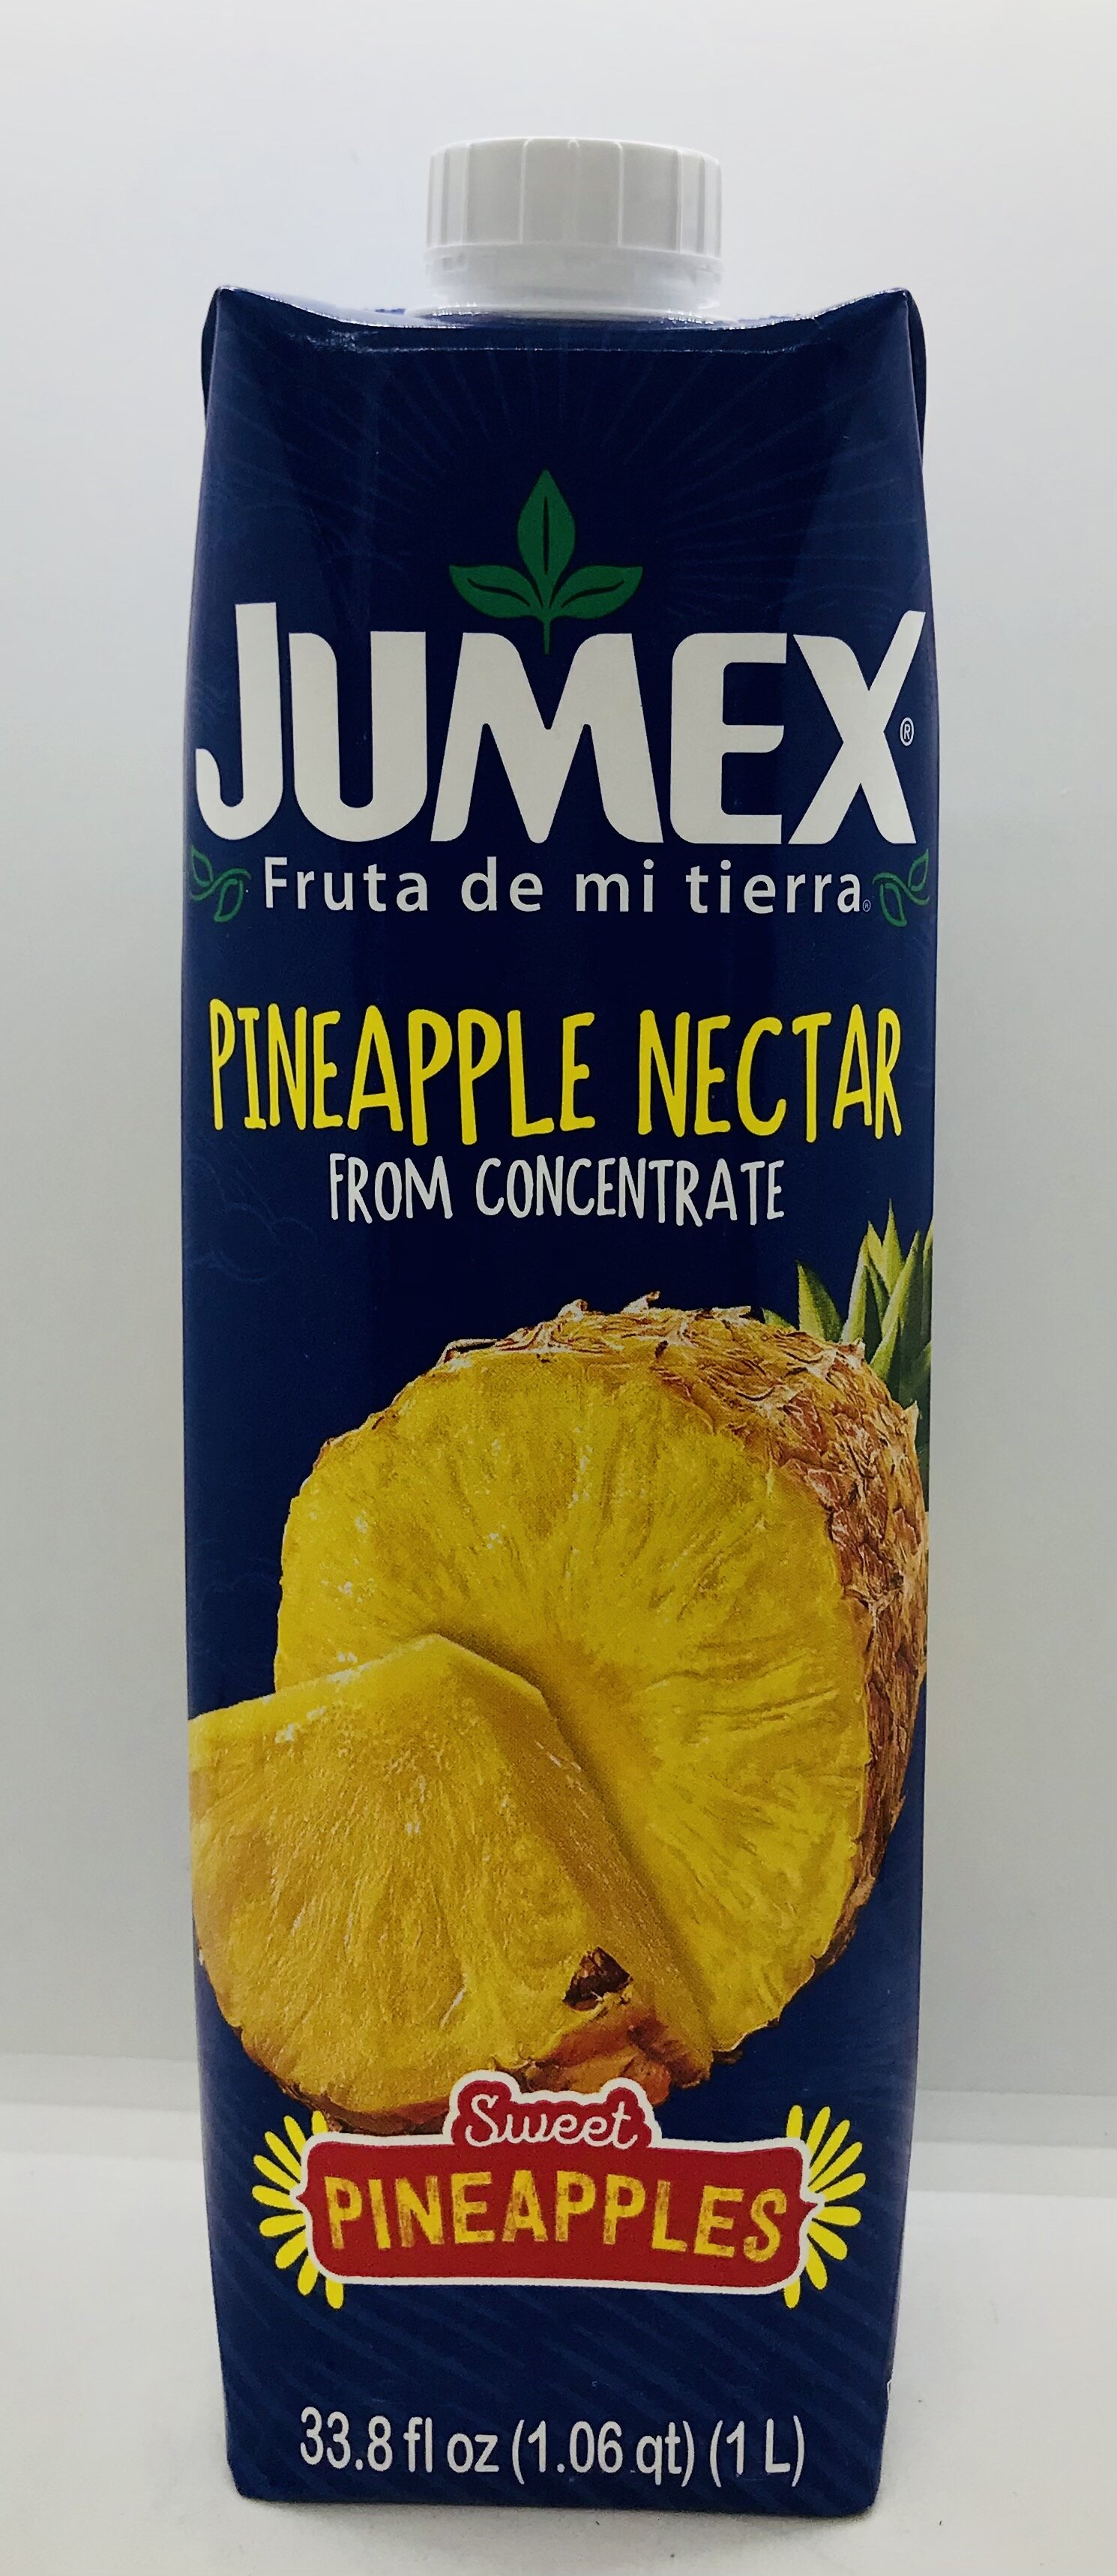 JUMEX®
Fruta de mi tierra®
PINEAPPLE NECTAR
FROM CONCENTRATE
Sweet
PINEAPPLES
33.8 fl oz (1.06 qt) (1 L)